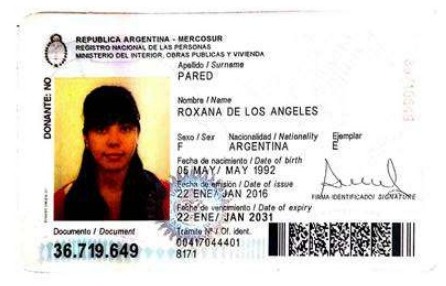 REPUBLICA ARGENTINA - MERCOSUR
REGISTRO NACIONAL DE LAS PERSONAS
MINISTERIO DEL INTERIOR, OBRAS PUBLICAS Y VIVIENDA
Apellido / Surname
PARED
Nombre / Name
ROXANA DE LOS ANGELES
Sexo / Sex Nacionalidad / Nationality Ejemplar
F ARGENTINA E
Fecha de nacimiento / Date of birth
05 MAY/ MAY 1992
Fecha de emisión / Date of issue
22 ENE/ JAN 2016
Fecha de vencimiento / Date of expiry
22 ENE/ JAN 2031
FIRMA IDENTIFICADO/ SIGNATURE
Documento / Document
36.719.649
Trámite Nº / Of. ident.
00417044401
8171
DONANTE: NO